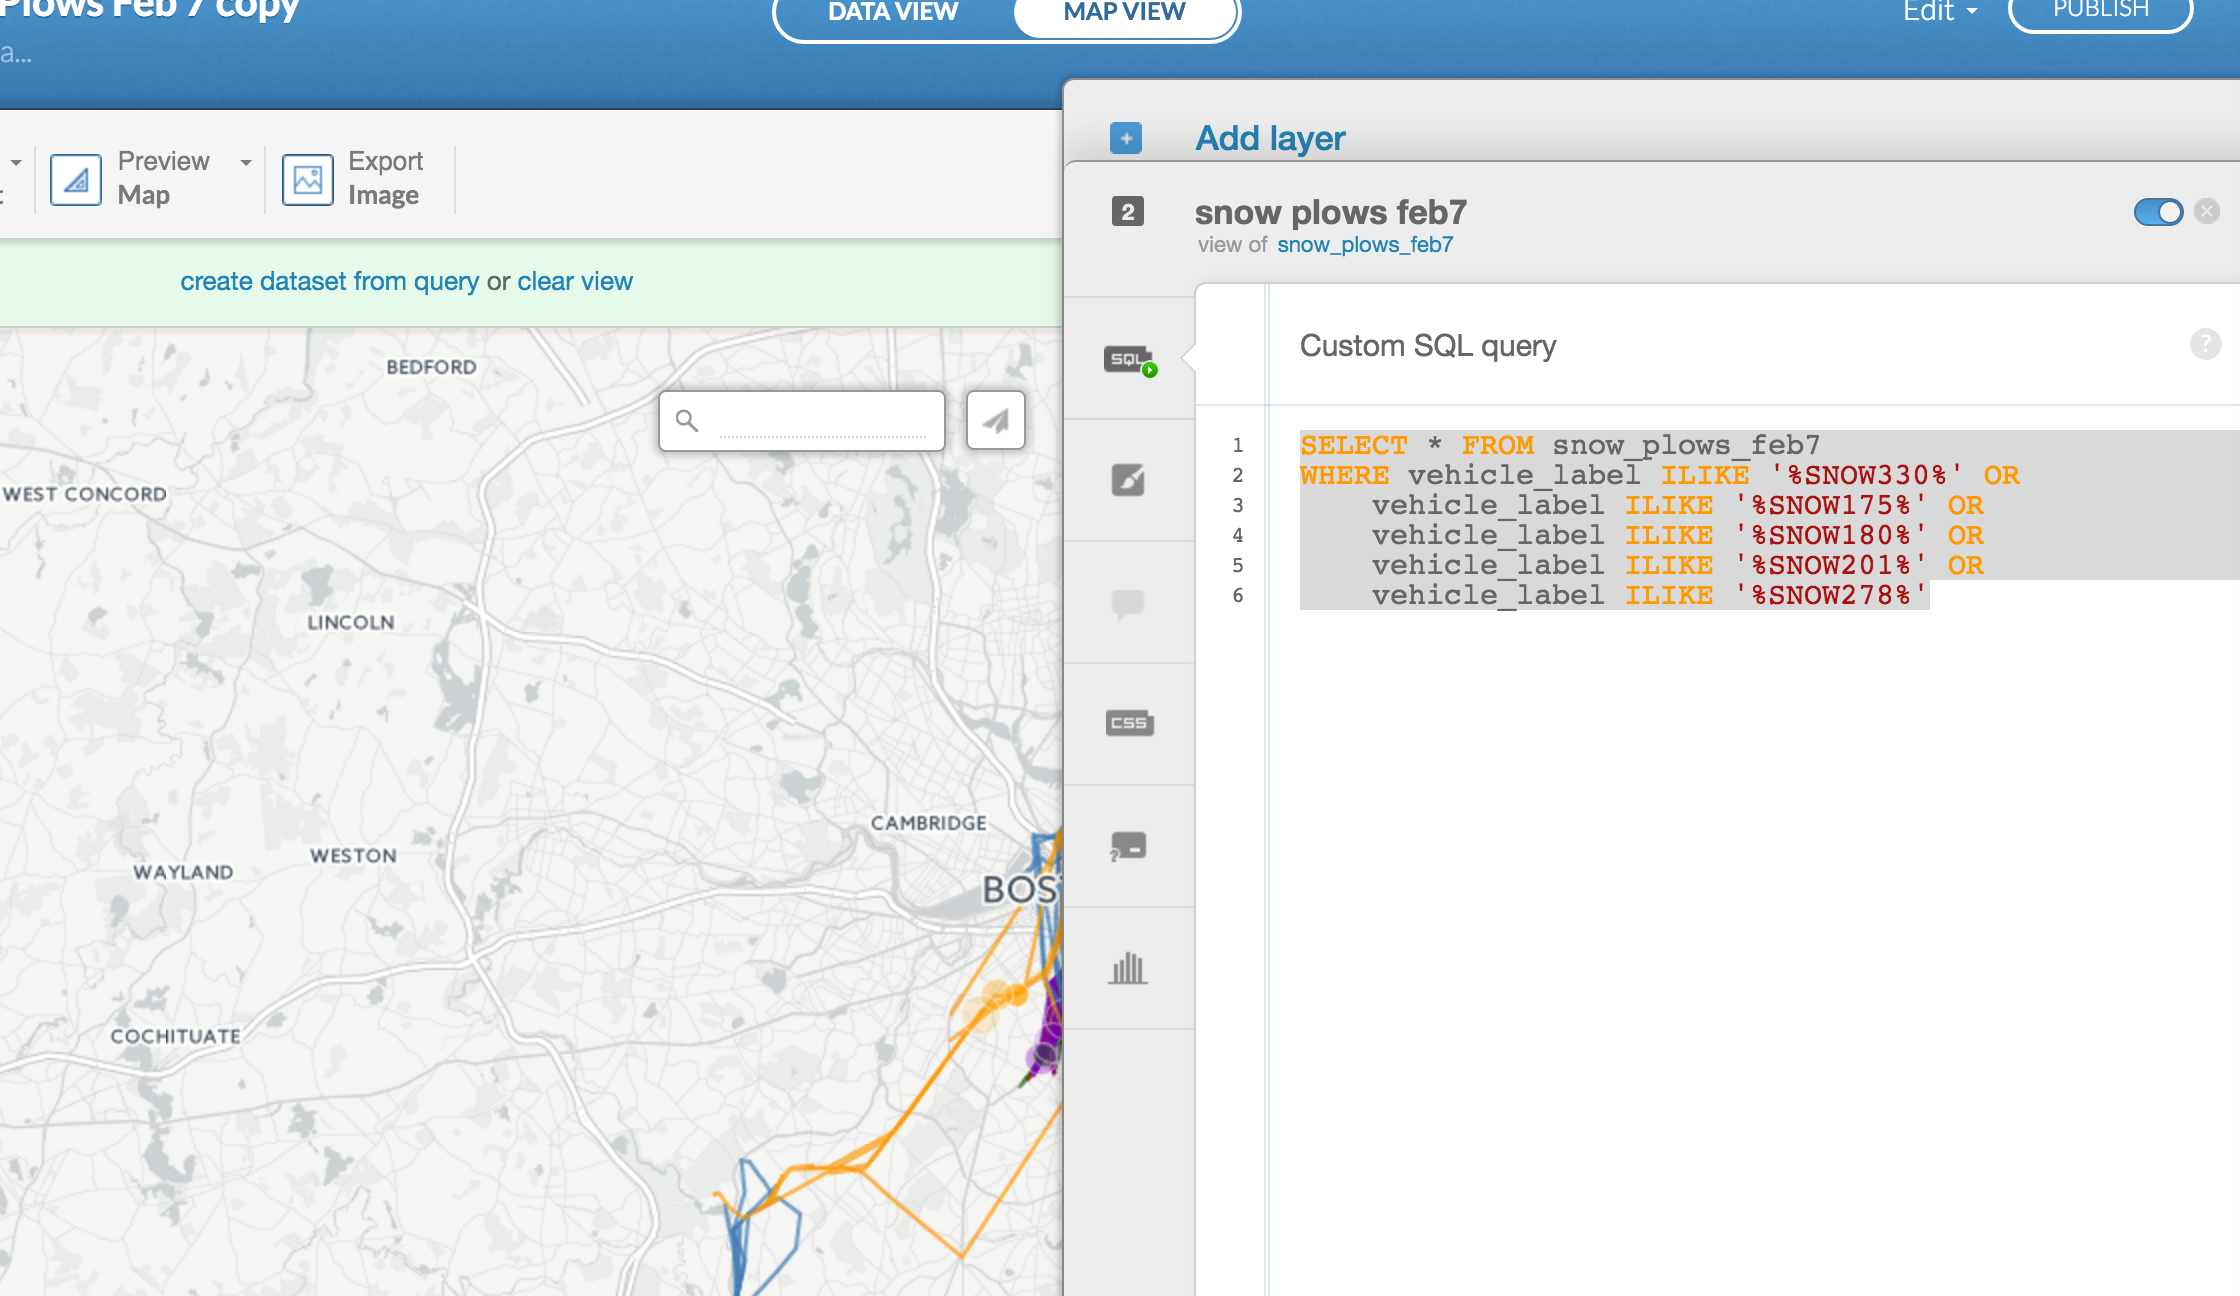 Plows Feb 7 copy
a...
DATA VIEW
MAP VIEW
Edit
PUBLISH
Preview
Map
Export
Image
create dataset from query or clear view
Add layer
2
snow plows feb7
view of snow_plows_feb7
SQL
CSS
?
Custom SQL query
?
1 SELECT * FROM snow_plows_feb7
2 WHERE vehicle_label ILIKE '%SNOW330%' OR
3 vehicle_label ILIKE '%SNOW175%' OR
4 vehicle_label ILIKE '%SNOW180%' OR
5 vehicle_label ILIKE '%SNOW201%' OR
6 vehicle_label ILIKE '%SNOW278%'
BEDFORD
WEST CONCORD
LINCOLN
CAMBRIDGE
WESTON
WAYLAND
BOST
COCHITUATE